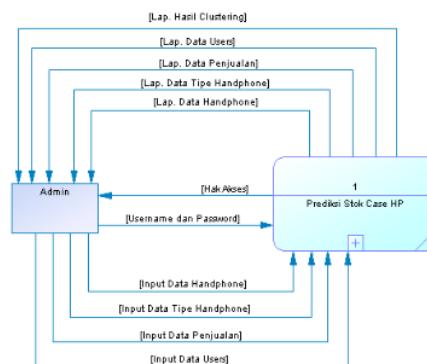 [Lap. Hasil Clustering]
[Lap. Data Users]
[Lap. Data Penjualan]
[Lap. Data Tipe Handphone]
[Lap. Data Handphone]
Admin
[Hak Akses]
1
Prediksi Stok Case HP
[Username dan Password]
[Input Data Handphone]
[Input Data Tipe Handphone]
[Input Data Penjualan]
[Input Data Users]